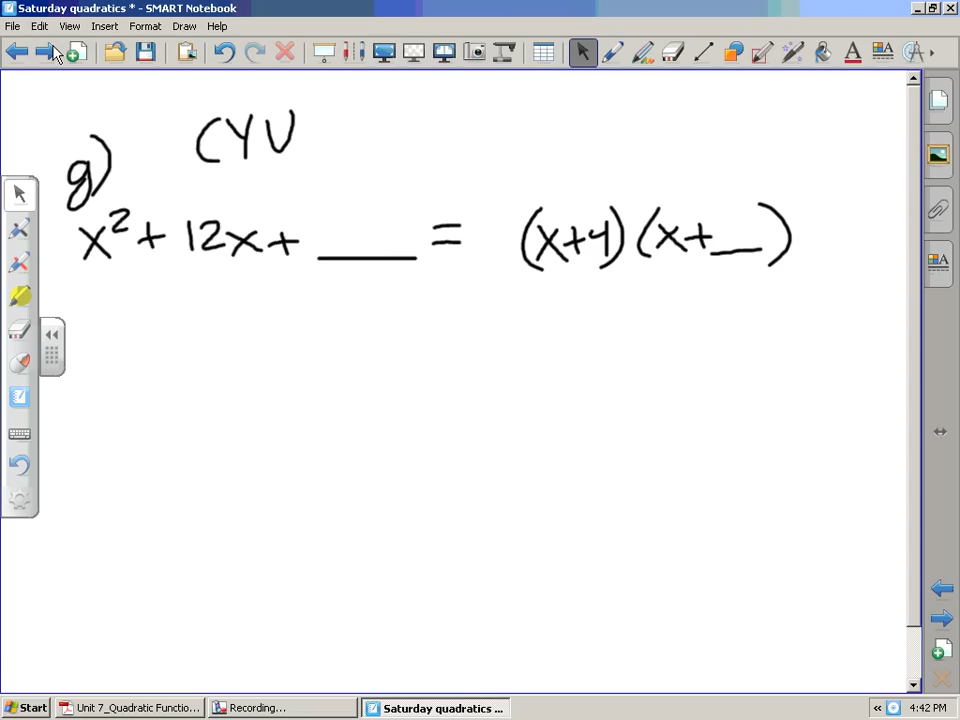 Saturday quadratics * - SMART Notebook
File Edit View Insert Format Draw Help
(YU
g)
x² + 12x + ____ = (x+4)(x+__)
Start Unit 7_Quadratic Functio... Recording... Saturday quadratics ... « 4:42 PM